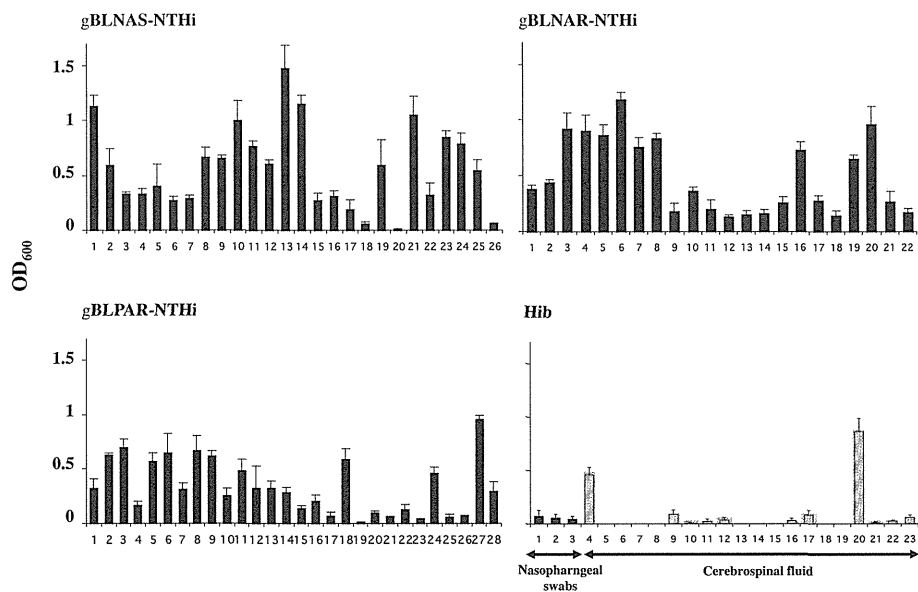 gBLNAS-NTHi
gBLNAR-NTHi
1.5
1
0.5
0
1 2 3 4 5 6 7 8 9 10 11 12 13 14 15 16 17 18 19 20 21 22 23 24 25 26
1 2 3 4 5 6 7 8 9 10 11 12 13 14 15 16 17 18 19 20 21 22
OD600
gBLPAR-NTHi
Hib
1.5
1
0.5
0
1 2 3 4 5 6 7 8 9 10 11 12 13 14 15 16 17 18 19 20 21 22 23 24 25 26 27 28
1 2 3 4 5 6 7 8 9 10 11 12 13 14 15 16 17 18 19 20 21 22 23
Nasopharngeal
swabs
Cerebrospinal fluid